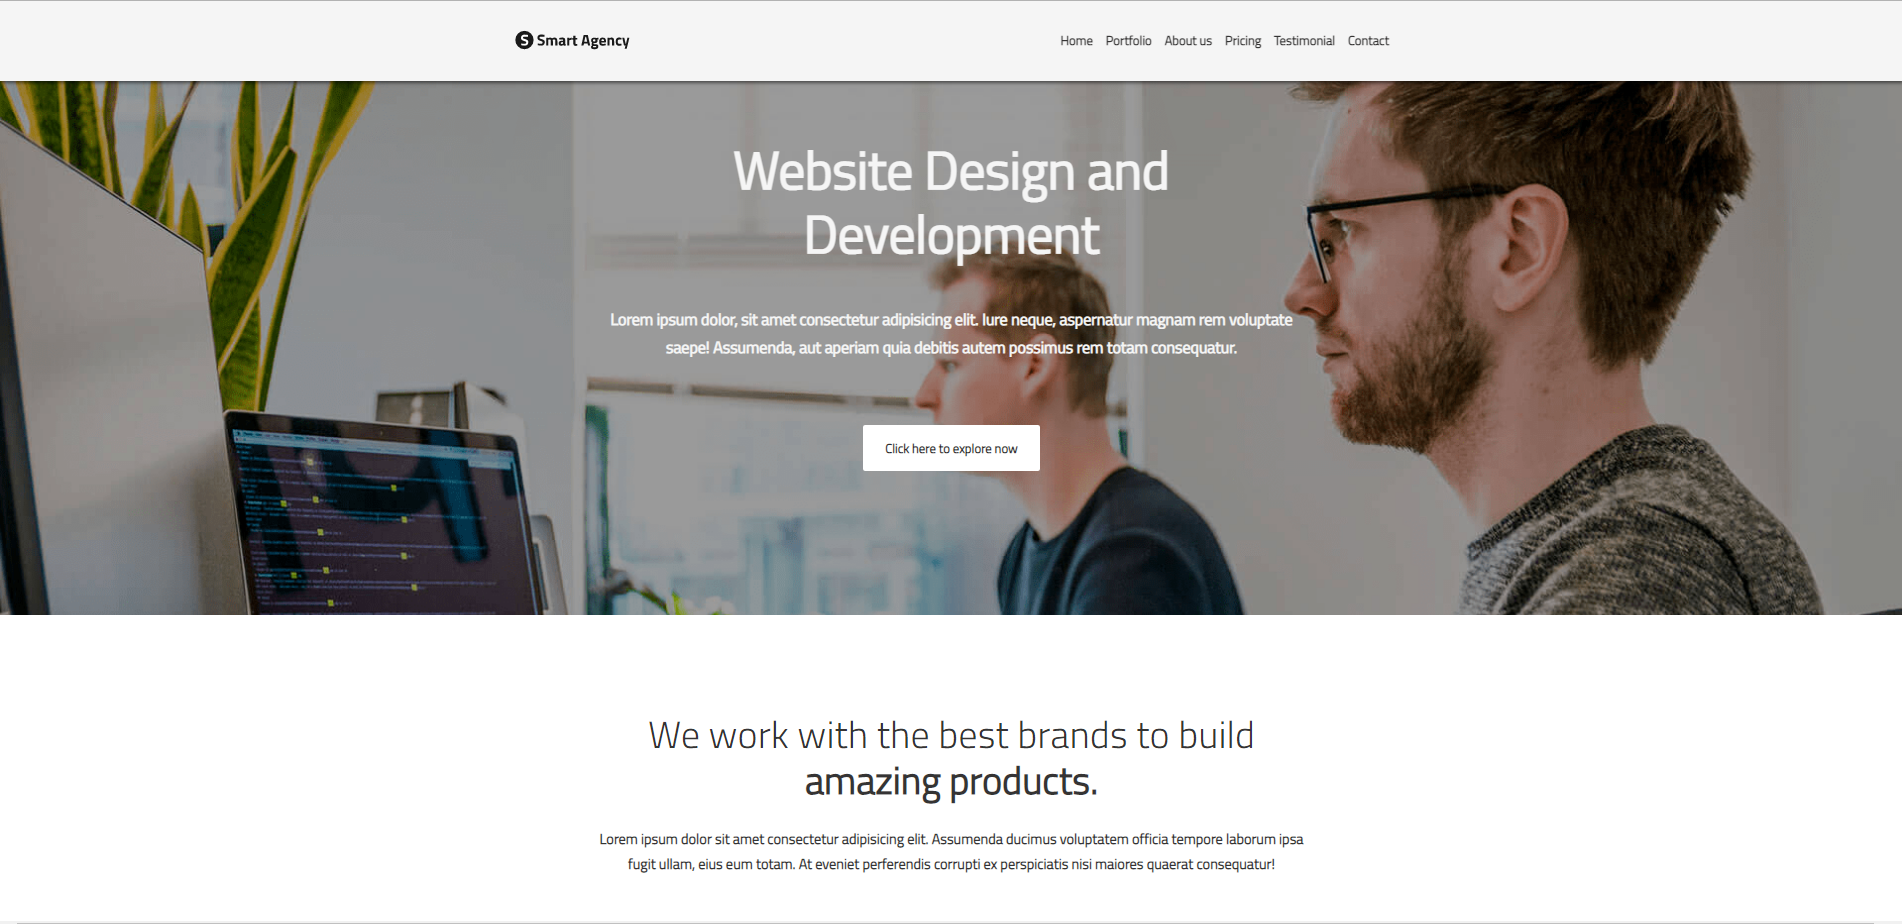 S Smart Agency
Home Portfolio About us Pricing Testimonial Contact
Website Design and
Development
Lorem ipsum dolor, sit amet consectetur adipisicing elit. Iure neque, aspernatur magnam rem voluptate
saepe! Assumenda, aut aperiam quia debitis autem possimus rem totam consequatur.
Click here to explore now
We work with the best brands to build
amazing products.
Lorem ipsum dolor sit amet consectetur adipisicing elit. Assumenda ducimus voluptatem officia tempore laborum ipsa
fugit ullam, eius eum totam. At eveniet perferendis corrupti ex perspiciatis nisi maiores quaerat consequatur!